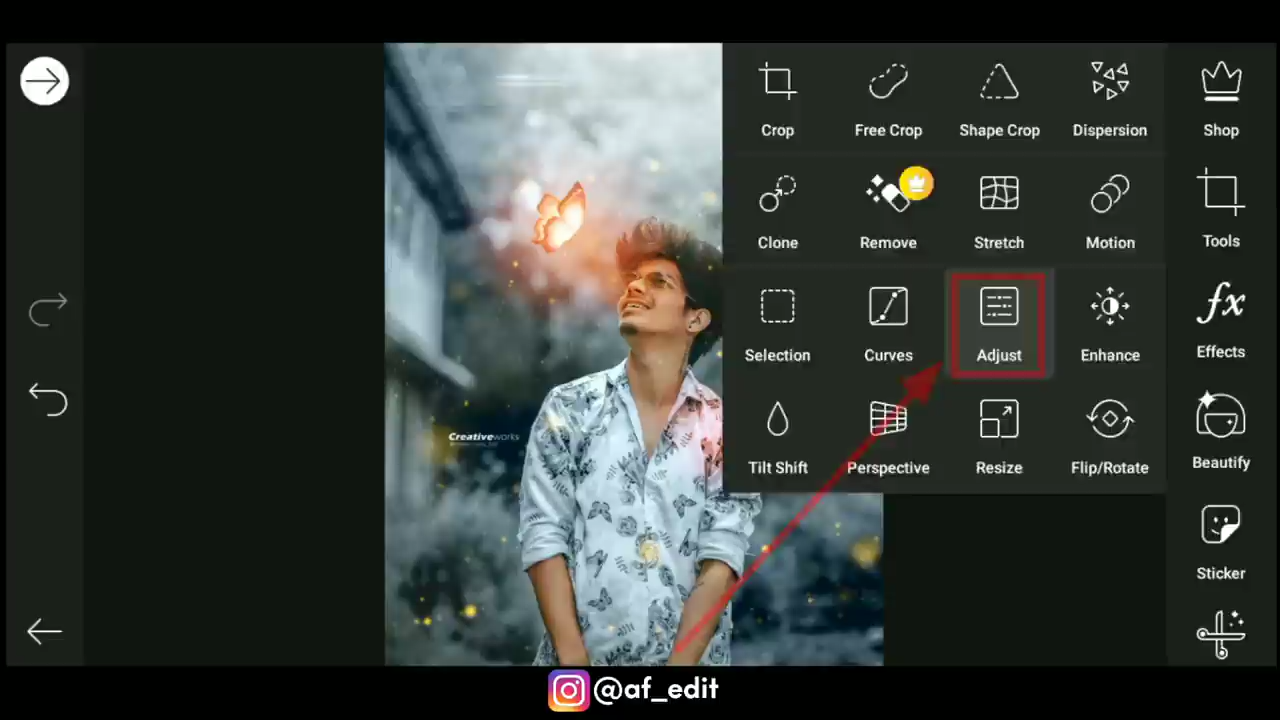 Crop Free Crop Shape Crop Dispersion Shop
Clone Remove Stretch Motion Tools
Selection Curves Adjust Enhance Effects
Tilt Shift Perspective Resize Flip/Rotate Beautify
Creativeworks
Sticker
@af_edit